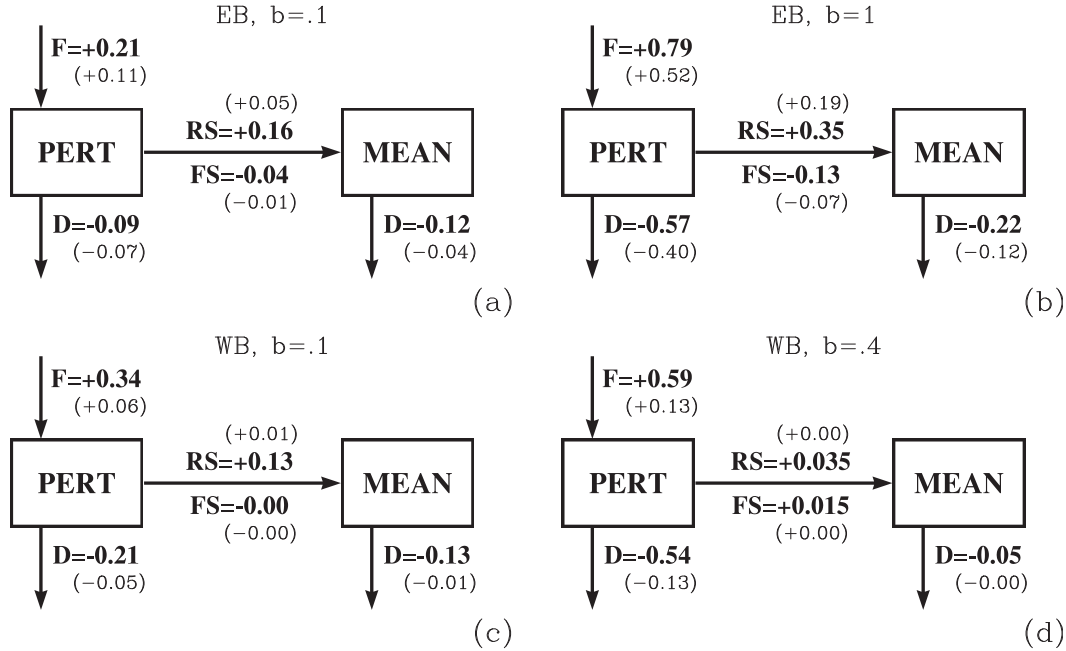 EB, b=.1
F=+0.21
(+0.11)
(+0.05)
RS=+0.16
PERT
MEAN
FS=-0.04
(−0.01)
D=-0.09
(−0.07)
D=-0.12
(−0.04)
(a)
EB, b=1
F=+0.79
(+0.52)
(+0.19)
RS=+0.35
PERT
MEAN
FS=-0.13
(−0.07)
D=-0.57
(−0.40)
D=-0.22
(−0.12)
(b)
WB, b=.1
F=+0.34
(+0.06)
(+0.01)
RS=+0.13
PERT
MEAN
FS=-0.00
(−0.00)
D=-0.21
(−0.05)
D=-0.13
(−0.01)
(c)
WB, b=.4
F=+0.59
(+0.13)
(+0.00)
RS=+0.035
PERT
MEAN
FS=+0.015
(+0.00)
D=-0.54
(−0.13)
D=-0.05
(−0.00)
(d)